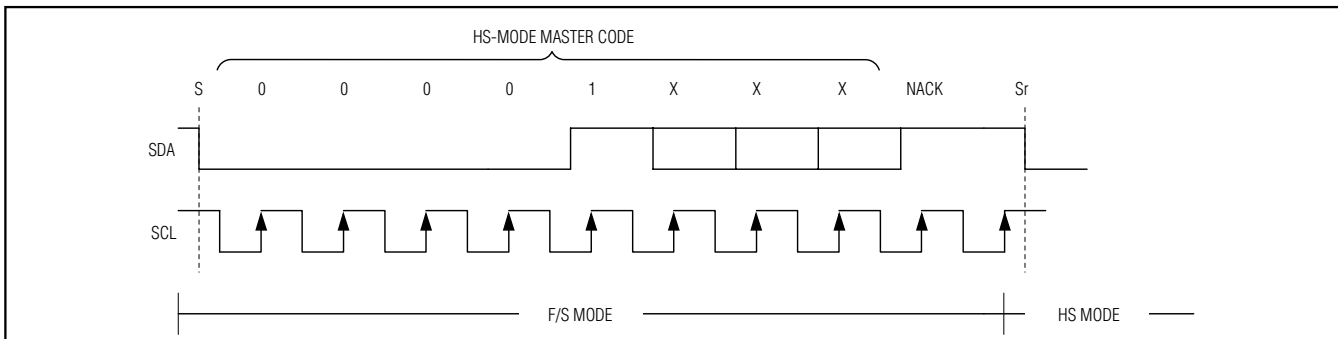 HS-MODE MASTER CODE
S 0 0 0 0 1 X X X NACK Sr
SDA
SCL
F/S MODE HS MODE